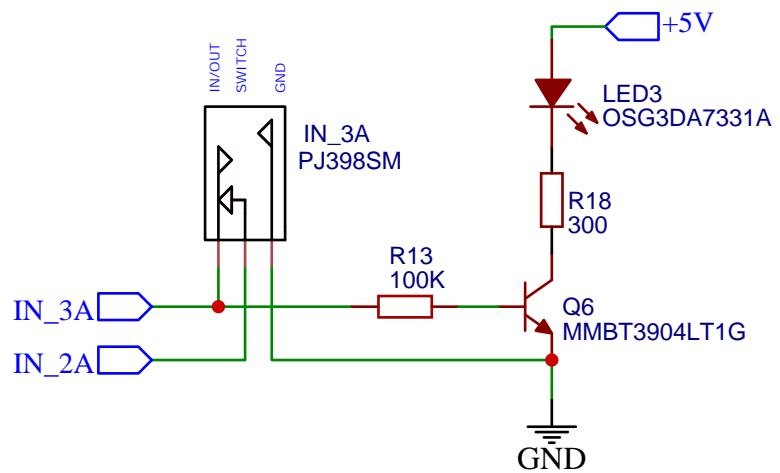 IN/OUT
SWITCH
GND
+5V
LED3
OSG3DA7331A
IN_3A
PJ398SM
R18
300
R13
100K
IN_3A
Q6
MMBT3904LT1G
IN_2A
GND